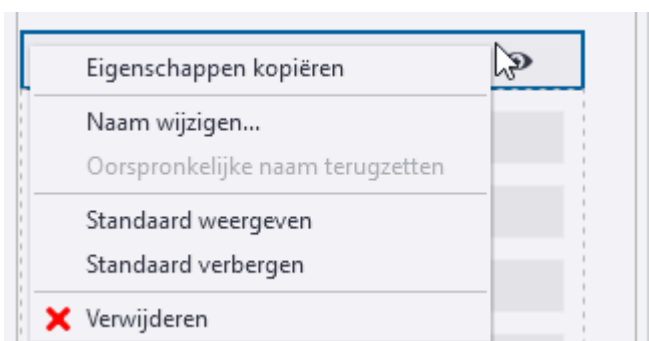 Eigenschappen kopiëren
Naam wijzigen...
Oorspronkelijke naam terugzetten
Standaard weergeven
Standaard verbergen
Verwijderen